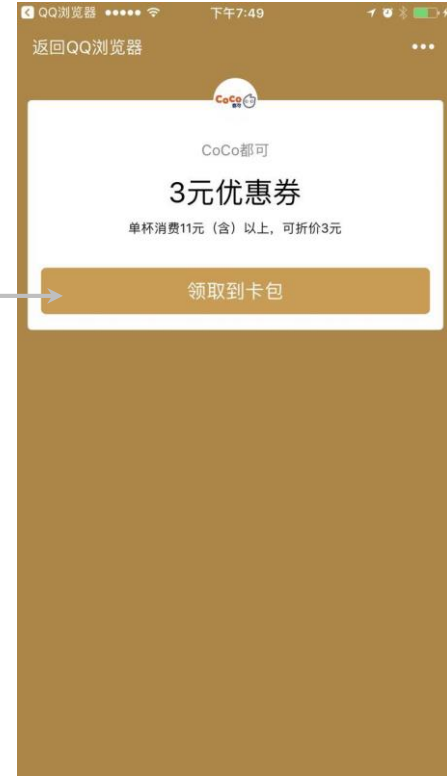 QQ浏览器 下午7:49
返回QQ浏览器
CoCo
都可
CoCo都可
3元优惠券
单杯消费11元（含）以上，可折价3元
领取到卡包